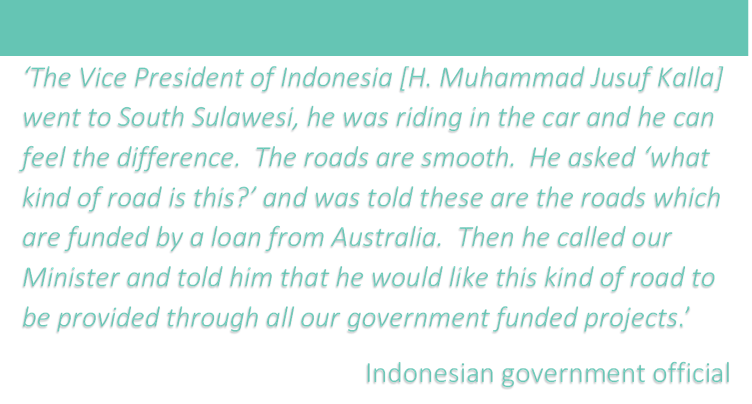 ‘The Vice President of Indonesia [H. Muhammad Jusuf Kalla]
went to South Sulawesi, he was riding in the car and he can
feel the difference.  The roads are smooth.  He asked ‘what
kind of road is this?’ and was told these are the roads which
are funded by a loan from Australia.  Then he called our
Minister and told him that he would like this kind of road to
be provided through all our government funded projects.’
Indonesian government official